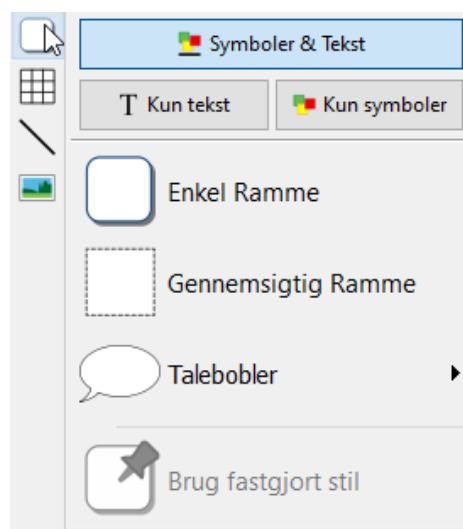 Symboler & Tekst
T Kun tekst
Kun symboler
Enkel Ramme
Gennemsigtig Ramme
Talebobler
Brug fastgjort stil